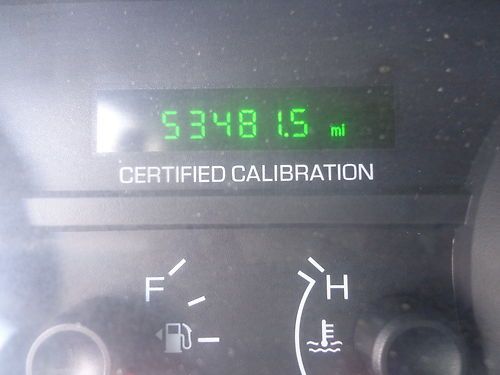 53481.5 mi
CERTIFIED CALIBRATION
F H